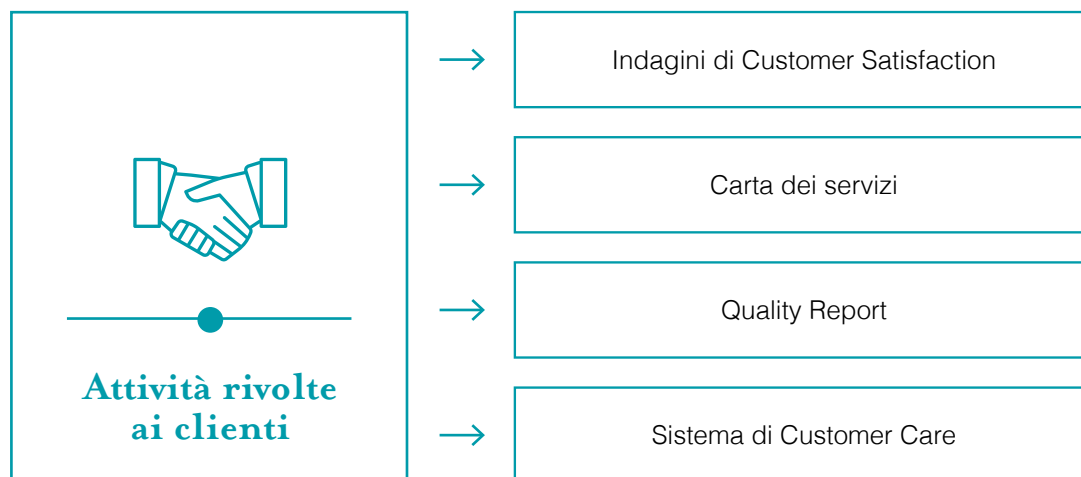 Attività rivolte
ai clienti
Indagini di Customer Satisfaction
Carta dei servizi
Quality Report
Sistema di Customer Care